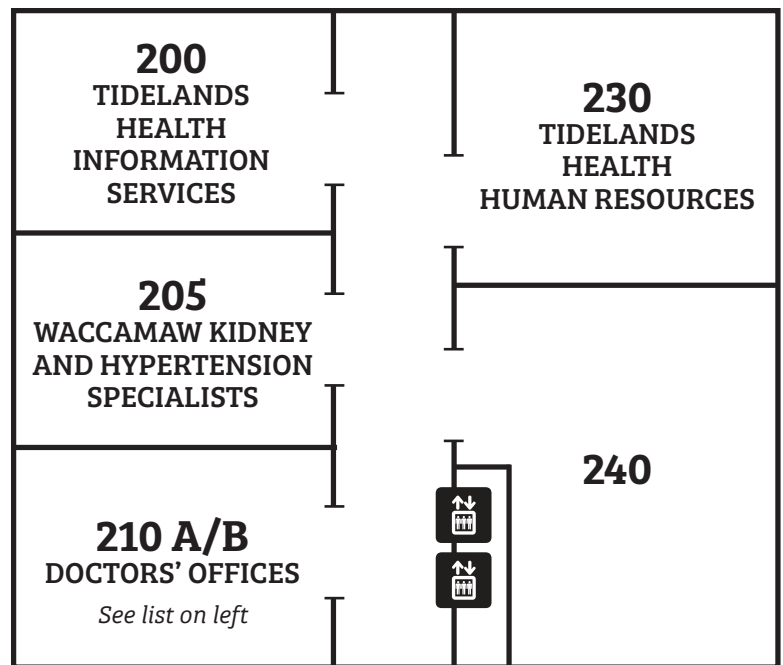 200
TIDELANDS
HEALTH
INFORMATION
SERVICES
205
WACCAMAW KIDNEY
AND HYPERTENSION
SPECIALISTS
210 A/B
DOCTORS’ OFFICES
See list on left
230
TIDELANDS
HEALTH
HUMAN RESOURCES
240